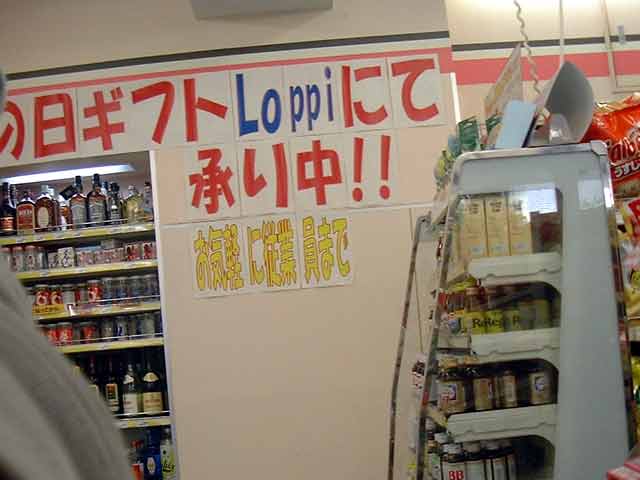 の日ギフトLoppiにて
承り中!!
お気軽に従業員まで
BB